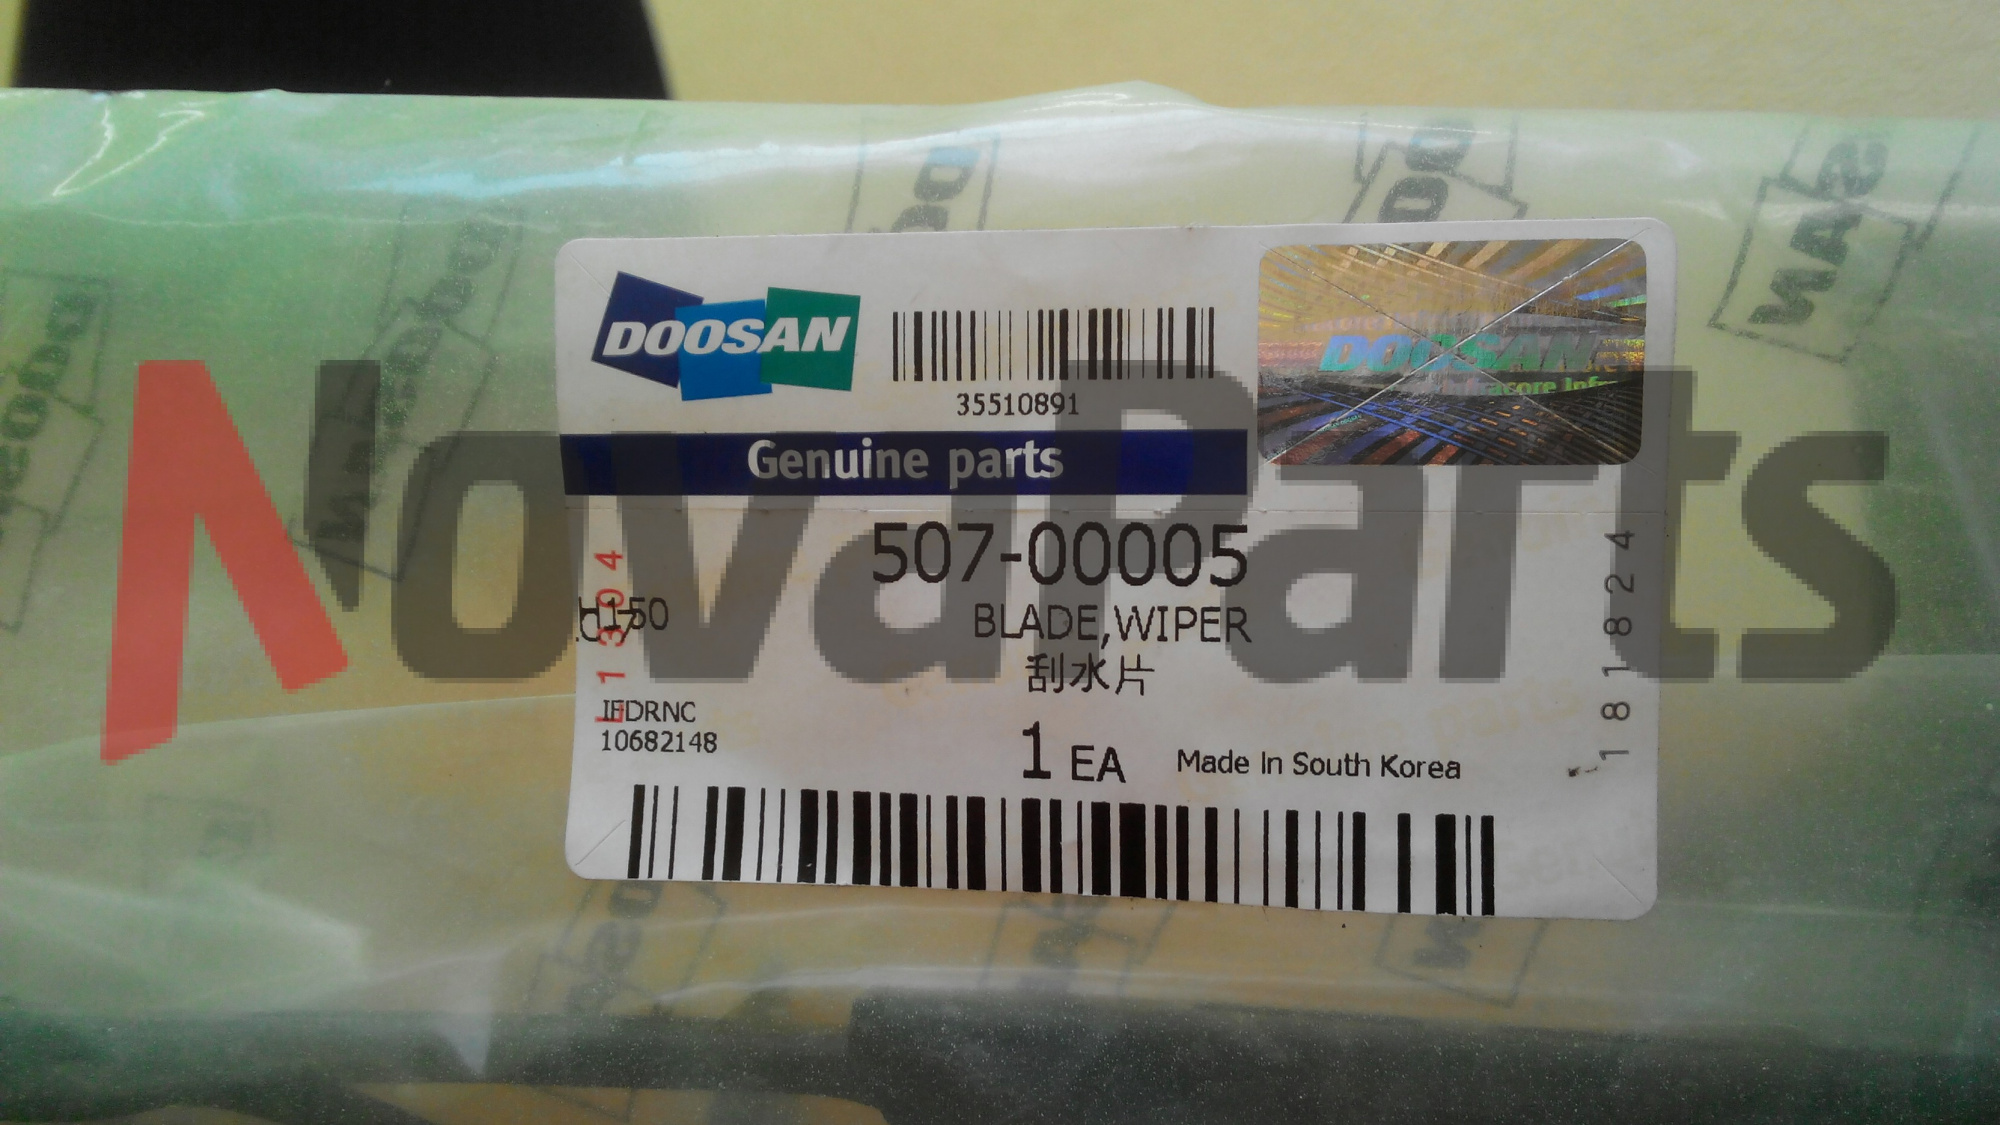 DOOSAN
35510891
DOOSAN
Genuine parts
507-00005
BLADE,WIPER
刮水片
IFDRNC
10682148
1 EA
Made In South Korea
181824
NovaParts